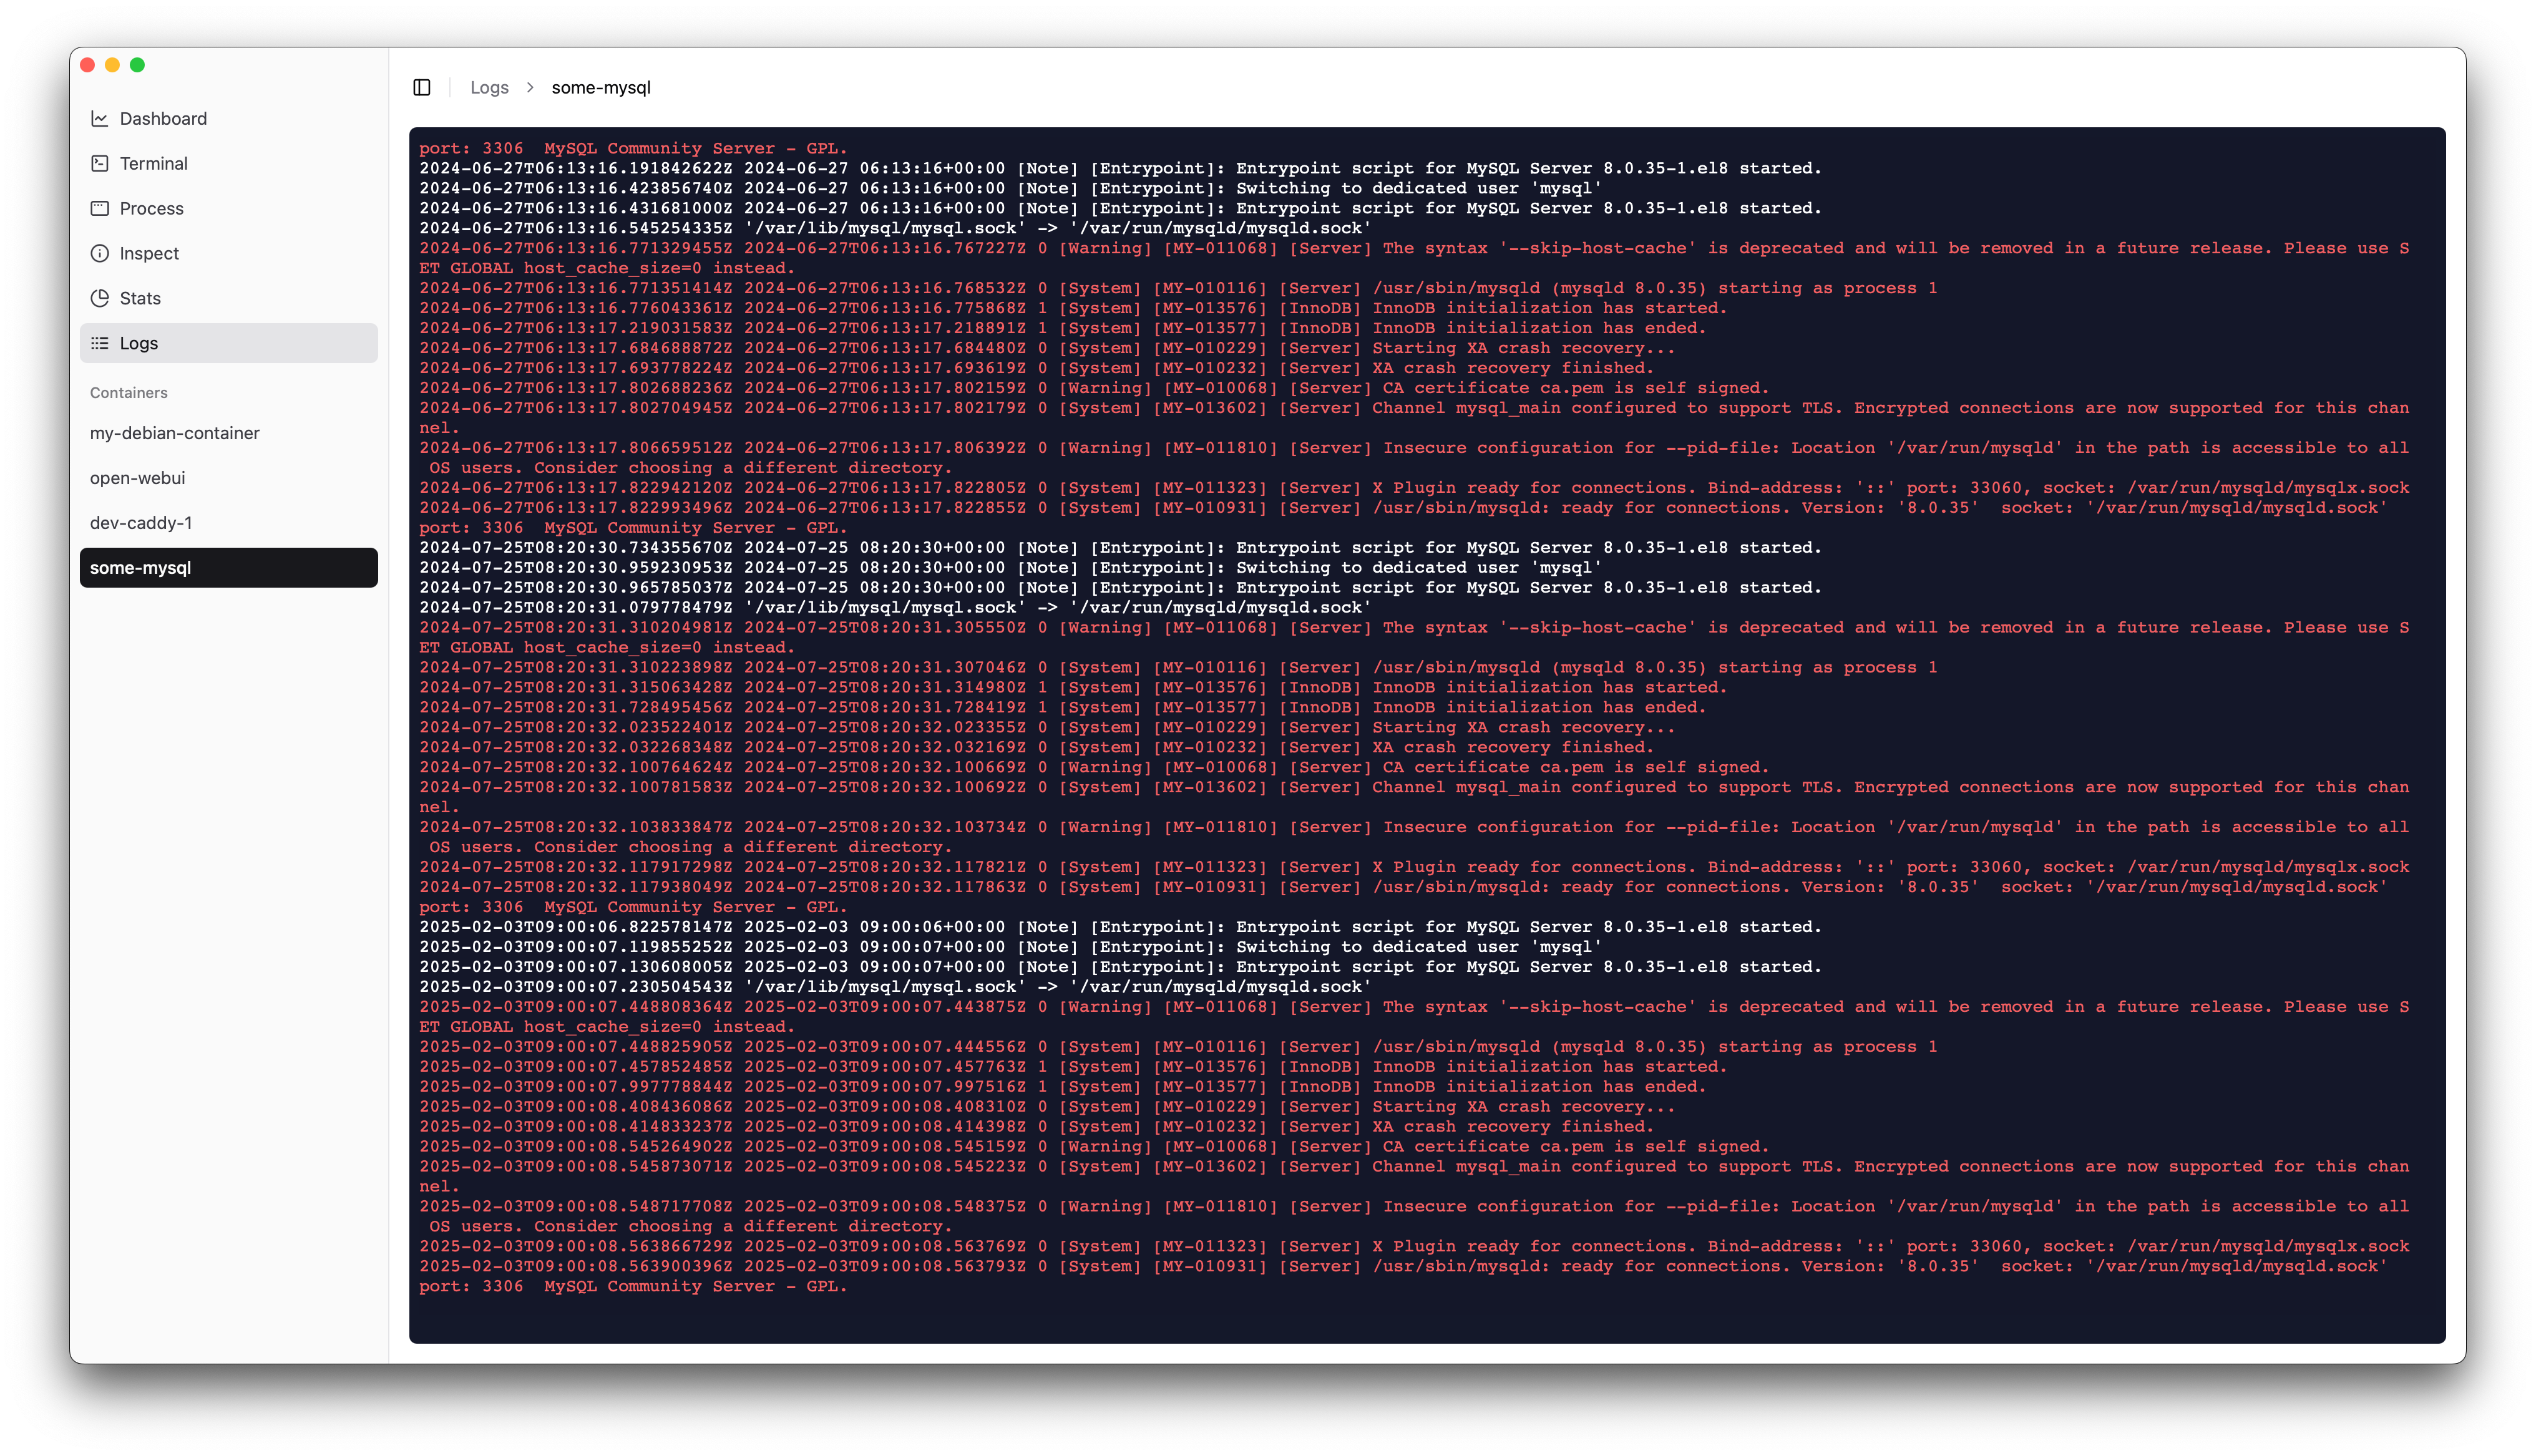 Dashboard
Terminal
Process
Inspect
Stats
Logs
Containers
my-debian-container
open-webui
dev-caddy-1
some-mysql
Logs > some-mysql
port: 3306  MySQL Community Server - GPL.
2024-06-27T06:13:16.191842622Z 2024-06-27 06:13:16+00:00 [Note] [Entrypoint]: Entrypoint script for MySQL Server 8.0.35-1.el8 started.
2024-06-27T06:13:16.423856740Z 2024-06-27 06:13:16+00:00 [Note] [Entrypoint]: Switching to dedicated user 'mysql'
2024-06-27T06:13:16.431681000Z 2024-06-27 06:13:16+00:00 [Note] [Entrypoint]: Entrypoint script for MySQL Server 8.0.35-1.el8 started.
2024-06-27T06:13:16.545254335Z '/var/lib/mysql/mysql.sock' -> '/var/run/mysqld/mysqld.sock'
2024-06-27T06:13:16.771329455Z 2024-06-27T06:13:16.767227Z 0 [Warning] [MY-011068] [Server] The syntax '--skip-host-cache' is deprecated and will be removed in a future release. Please use S
ET GLOBAL host_cache_size=0 instead.
2024-06-27T06:13:16.771351414Z 2024-06-27T06:13:16.768532Z 0 [System] [MY-010116] [Server] /usr/sbin/mysqld (mysqld 8.0.35) starting as process 1
2024-06-27T06:13:16.776043361Z 2024-06-27T06:13:16.775868Z 1 [System] [MY-013576] [InnoDB] InnoDB initialization has started.
2024-06-27T06:13:17.219031583Z 2024-06-27T06:13:17.218891Z 1 [System] [MY-013577] [InnoDB] InnoDB initialization has ended.
2024-06-27T06:13:17.684688872Z 2024-06-27T06:13:17.684480Z 0 [System] [MY-010229] [Server] Starting XA crash recovery...
2024-06-27T06:13:17.693778224Z 2024-06-27T06:13:17.693619Z 0 [System] [MY-010232] [Server] XA crash recovery finished.
2024-06-27T06:13:17.802688236Z 2024-06-27T06:13:17.802159Z 0 [Warning] [MY-010068] [Server] CA certificate ca.pem is self signed.
2024-06-27T06:13:17.802704945Z 2024-06-27T06:13:17.802179Z 0 [System] [MY-013602] [Server] Channel mysql_main configured to support TLS. Encrypted connections are now supported for this chan
nel.
2024-06-27T06:13:17.806659512Z 2024-06-27T06:13:17.806392Z 0 [Warning] [MY-011810] [Server] Insecure configuration for --pid-file: Location '/var/run/mysqld' in the path is accessible to all
 OS users. Consider choosing a different directory.
2024-06-27T06:13:17.822942120Z 2024-06-27T06:13:17.822805Z 0 [System] [MY-011323] [Server] X Plugin ready for connections. Bind-address: '::' port: 33060, socket: /var/run/mysqld/mysqlx.sock
2024-06-27T06:13:17.822993496Z 2024-06-27T06:13:17.822855Z 0 [System] [MY-010931] [Server] /usr/sbin/mysqld: ready for connections. Version: '8.0.35'  socket: '/var/run/mysqld/mysqld.sock'
port: 3306  MySQL Community Server - GPL.
2024-07-25T08:20:30.734355670Z 2024-07-25 08:20:30+00:00 [Note] [Entrypoint]: Entrypoint script for MySQL Server 8.0.35-1.el8 started.
2024-07-25T08:20:30.959230953Z 2024-07-25 08:20:30+00:00 [Note] [Entrypoint]: Switching to dedicated user 'mysql'
2024-07-25T08:20:30.965785037Z 2024-07-25 08:20:30+00:00 [Note] [Entrypoint]: Entrypoint script for MySQL Server 8.0.35-1.el8 started.
2024-07-25T08:20:31.079778479Z '/var/lib/mysql/mysql.sock' -> '/var/run/mysqld/mysqld.sock'
2024-07-25T08:20:31.310204981Z 2024-07-25T08:20:31.305550Z 0 [Warning] [MY-011068] [Server] The syntax '--skip-host-cache' is deprecated and will be removed in a future release. Please use S
ET GLOBAL host_cache_size=0 instead.
2024-07-25T08:20:31.310223898Z 2024-07-25T08:20:31.307046Z 0 [System] [MY-010116] [Server] /usr/sbin/mysqld (mysqld 8.0.35) starting as process 1
2024-07-25T08:20:31.315063428Z 2024-07-25T08:20:31.314980Z 1 [System] [MY-013576] [InnoDB] InnoDB initialization has started.
2024-07-25T08:20:31.728495456Z 2024-07-25T08:20:31.728419Z 1 [System] [MY-013577] [InnoDB] InnoDB initialization has ended.
2024-07-25T08:20:32.023522401Z 2024-07-25T08:20:32.023355Z 0 [System] [MY-010229] [Server] Starting XA crash recovery...
2024-07-25T08:20:32.032268348Z 2024-07-25T08:20:32.032169Z 0 [System] [MY-010232] [Server] XA crash recovery finished.
2024-07-25T08:20:32.100764624Z 2024-07-25T08:20:32.100669Z 0 [Warning] [MY-010068] [Server] CA certificate ca.pem is self signed.
2024-07-25T08:20:32.100781583Z 2024-07-25T08:20:32.100692Z 0 [System] [MY-013602] [Server] Channel mysql_main configured to support TLS. Encrypted connections are now supported for this chan
nel.
2024-07-25T08:20:32.103833847Z 2024-07-25T08:20:32.103734Z 0 [Warning] [MY-011810] [Server] Insecure configuration for --pid-file: Location '/var/run/mysqld' in the path is accessible to all
 OS users. Consider choosing a different directory.
2024-07-25T08:20:32.117917298Z 2024-07-25T08:20:32.117821Z 0 [System] [MY-011323] [Server] X Plugin ready for connections. Bind-address: '::' port: 33060, socket: /var/run/mysqld/mysqlx.sock
2024-07-25T08:20:32.117938049Z 2024-07-25T08:20:32.117863Z 0 [System] [MY-010931] [Server] /usr/sbin/mysqld: ready for connections. Version: '8.0.35'  socket: '/var/run/mysqld/mysqld.sock'
port: 3306  MySQL Community Server - GPL.
2025-02-03T09:00:06.822578147Z 2025-02-03 09:00:06+00:00 [Note] [Entrypoint]: Entrypoint script for MySQL Server 8.0.35-1.el8 started.
2025-02-03T09:00:07.119855252Z 2025-02-03 09:00:07+00:00 [Note] [Entrypoint]: Switching to dedicated user 'mysql'
2025-02-03T09:00:07.130608005Z 2025-02-03 09:00:07+00:00 [Note] [Entrypoint]: Entrypoint script for MySQL Server 8.0.35-1.el8 started.
2025-02-03T09:00:07.230504543Z '/var/lib/mysql/mysql.sock' -> '/var/run/mysqld/mysqld.sock'
2025-02-03T09:00:07.448808364Z 2025-02-03T09:00:07.443875Z 0 [Warning] [MY-011068] [Server] The syntax '--skip-host-cache' is deprecated and will be removed in a future release. Please use S
ET GLOBAL host_cache_size=0 instead.
2025-02-03T09:00:07.448825905Z 2025-02-03T09:00:07.444556Z 0 [System] [MY-010116] [Server] /usr/sbin/mysqld (mysqld 8.0.35) starting as process 1
2025-02-03T09:00:07.457852485Z 2025-02-03T09:00:07.457763Z 1 [System] [MY-013576] [InnoDB] InnoDB initialization has started.
2025-02-03T09:00:07.997778844Z 2025-02-03T09:00:07.997516Z 1 [System] [MY-013577] [InnoDB] InnoDB initialization has ended.
2025-02-03T09:00:08.408436086Z 2025-02-03T09:00:08.408310Z 0 [System] [MY-010229] [Server] Starting XA crash recovery...
2025-02-03T09:00:08.414833237Z 2025-02-03T09:00:08.414398Z 0 [System] [MY-010232] [Server] XA crash recovery finished.
2025-02-03T09:00:08.545264902Z 2025-02-03T09:00:08.545159Z 0 [Warning] [MY-010068] [Server] CA certificate ca.pem is self signed.
2025-02-03T09:00:08.545873071Z 2025-02-03T09:00:08.545223Z 0 [System] [MY-013602] [Server] Channel mysql_main configured to support TLS. Encrypted connections are now supported for this chan
nel.
2025-02-03T09:00:08.548717708Z 2025-02-03T09:00:08.548375Z 0 [Warning] [MY-011810] [Server] Insecure configuration for --pid-file: Location '/var/run/mysqld' in the path is accessible to all
 OS users. Consider choosing a different directory.
2025-02-03T09:00:08.563866729Z 2025-02-03T09:00:08.563769Z 0 [System] [MY-011323] [Server] X Plugin ready for connections. Bind-address: '::' port: 33060, socket: /var/run/mysqld/mysqlx.sock
2025-02-03T09:00:08.563900396Z 2025-02-03T09:00:08.563793Z 0 [System] [MY-010931] [Server] /usr/sbin/mysqld: ready for connections. Version: '8.0.35'  socket: '/var/run/mysqld/mysqld.sock'
port: 3306  MySQL Community Server - GPL.